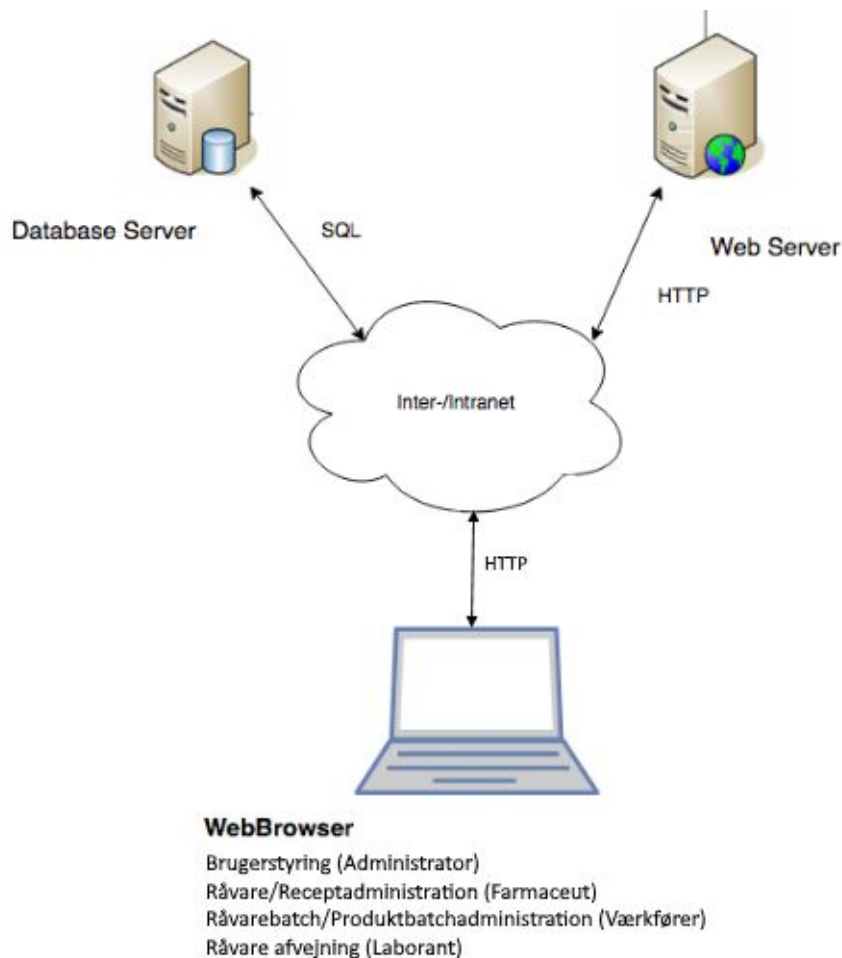 Database Server
SQL
Web Server
HTTP
Inter-/Intranet
HTTP
WebBrowser
Brugerstyring (Administrator)
Råvare/Receptadministration (Farmaceut)
Råvarebatch/Produktbatchadministration (Værkfører)
Råvare afvejning (Laborant)